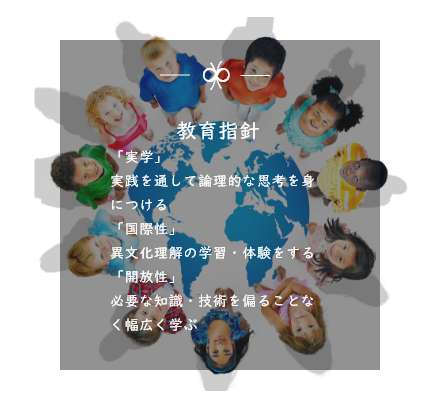 教育指針
「実学」
実践を通して論理的な思考を身
につける
「国際性」
異文化理解の学習・体験をする
「開放性」
必要な知識・技術を偏ることな
く幅広く学ぶ